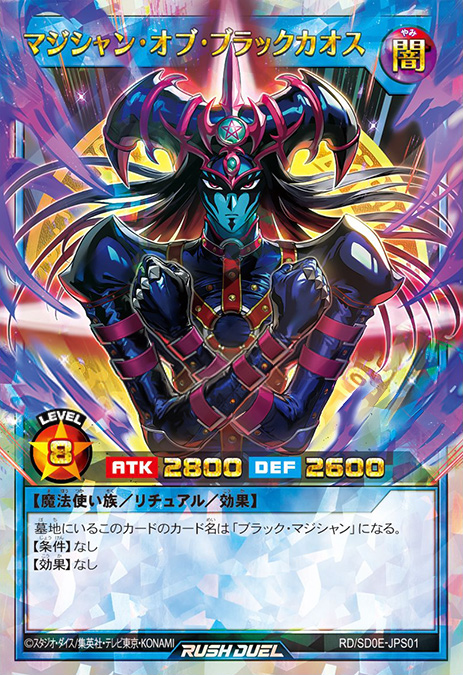 マジシャン・オブ・ブラックカオス
やみ
闇
LEVEL
8
ATK 2800 DEF 2600
【魔法使い族／リチュアル／効果】
墓地にいるこのカードのカード名は「ブラック・マジシャン」になる。
【条件】なし
【効果】なし
©スタジオ・ダイス/集英社・テレビ東京・KONAMI
RUSH DUEL
RD/SD0E-JPS01